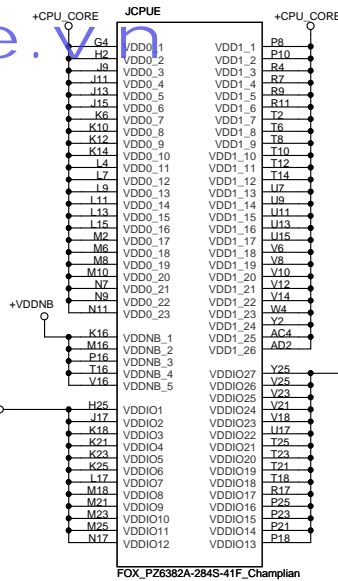 +CPU_CORE JCPUE +CPU_CORE
e.vn
G4 VDD0_1 VDD1_1 P8
H2 VDD0_2 VDD1_2 P10
J9 VDD0_3 VDD1_3 R4
J11 VDD0_4 VDD1_4 R7
J13 VDD0_5 VDD1_5 R9
J15 VDD0_6 VDD1_6 R11
K6 VDD0_7 VDD1_7 T2
K10 VDD0_8 VDD1_8 T6
K12 VDD0_9 VDD1_9 T8
K14 VDD0_10 VDD1_10 T10
L4 VDD0_11 VDD1_11 T12
L7 VDD0_12 VDD1_12 T14
L9 VDD0_13 VDD1_13 U7
L11 VDD0_14 VDD1_14 U9
L13 VDD0_15 VDD1_15 U11
L15 VDD0_16 VDD1_16 U13
M2 VDD0_17 VDD1_17 U15
M6 VDD0_18 VDD1_18 V6
M8 VDD0_19 VDD1_19 V8
M10 VDD0_20 VDD1_20 V10
N7 VDD0_21 VDD1_21 V12
N9 VDD0_22 VDD1_22 V14
N11 VDD0_23 VDD1_23 W4
+VDDNB
VDD1_24 Y2
K16 VDDNB_1 VDD1_25 AC4
M16 VDDNB_2 VDD1_26 AD2
P16 VDDNB_3
T16 VDDNB_4 VDDIO27 Y25
V16 VDDNB_5 VDDIO26 V25
VDDIO25 V23
H25 VDDIO1 VDDIO24 V21
J17 VDDIO2 VDDIO23 V18
K18 VDDIO3 VDDIO22 U17
K21 VDDIO4 VDDIO21 T25
K23 VDDIO5 VDDIO20 T23
K25 VDDIO6 VDDIO19 T21
L17 VDDIO7 VDDIO18 T18
M18 VDDIO8 VDDIO17 R17
M21 VDDIO9 VDDIO16 P25
M23 VDDIO10 VDDIO15 P23
M25 VDDIO11 VDDIO14 P21
N17 VDDIO12 VDDIO13 P18
FOX_PZ6382A-284S-41F_Champlian